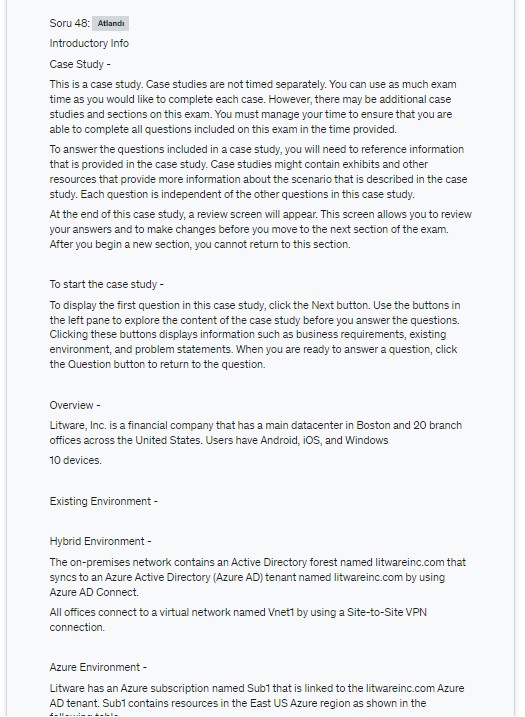 Soru 48: Atlandı
Introductory Info
Case Study -
This is a case study. Case studies are not timed separately. You can use as much exam
time as you would like to complete each case. However, there may be additional case
studies and sections on this exam. You must manage your time to ensure that you are
able to complete all questions included on this exam in the time provided.
To answer the questions included in a case study, you will need to reference information
that is provided in the case study. Case studies might contain exhibits and other
resources that provide more information about the scenario that is described in the case
study. Each question is independent of the other questions in this case study.
At the end of this case study, a review screen will appear. This screen allows you to review
your answers and to make changes before you move to the next section of the exam.
After you begin a new section, you cannot return to this section.
To start the case study -
To display the first question in this case study, click the Next button. Use the buttons in
the left pane to explore the content of the case study before you answer the questions.
Clicking these buttons displays information such as business requirements, existing
environment, and problem statements. When you are ready to answer a question, click
the Question button to return to the question.
Overview -
Litware, Inc. is a financial company that has a main datacenter in Boston and 20 branch
offices across the United States. Users have Android, iOS, and Windows
10 devices.
Existing Environment -
Hybrid Environment -
The on-premises network contains an Active Directory forest named litwareinc.com that
syncs to an Azure Active Directory (Azure AD) tenant named litwareinc.com by using
Azure AD Connect.
All offices connect to a virtual network named Vnet1 by using a Site-to-Site VPN
connection.
Azure Environment -
Litware has an Azure subscription named Sub1 that is linked to the litwareinc.com Azure
AD tenant. Sub1 contains resources in the East US Azure region as shown in the
following table.